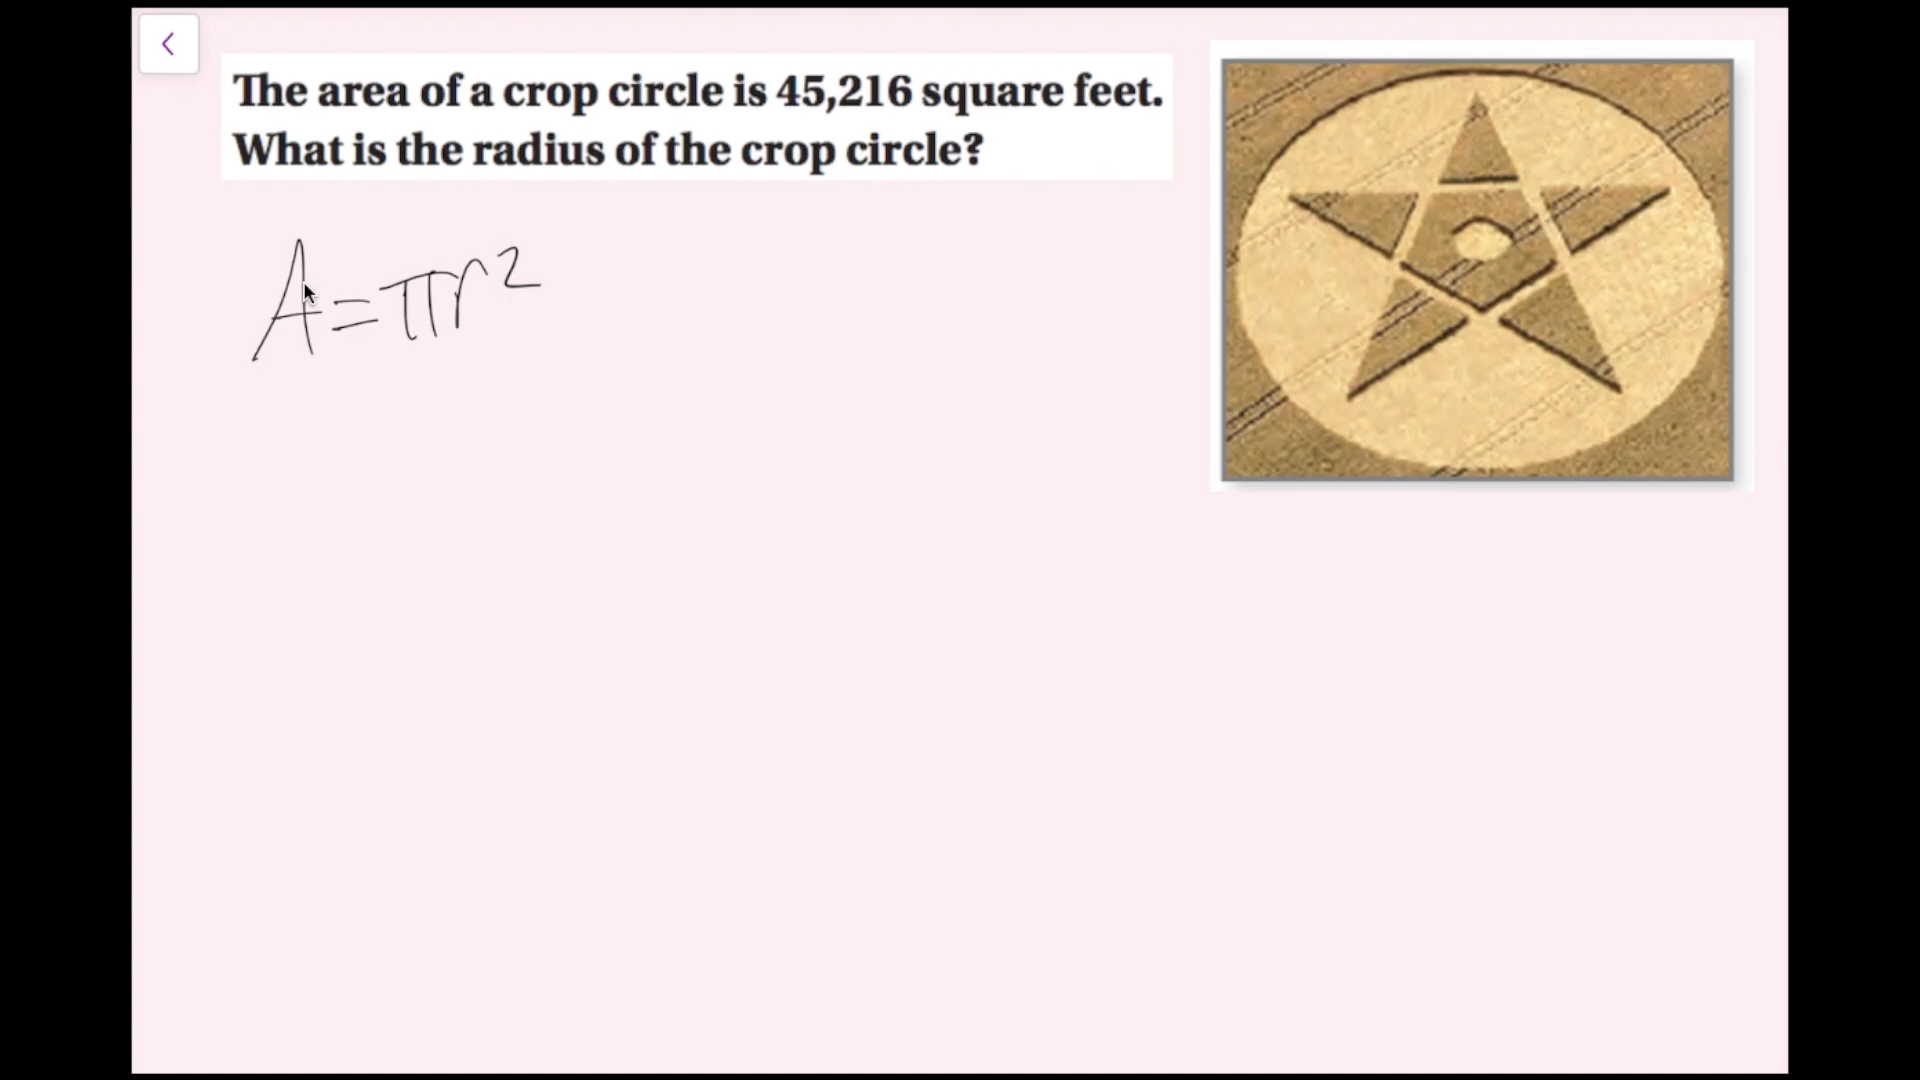 The area of a crop circle is 45,216 square feet.
What is the radius of the crop circle?
A=πr²